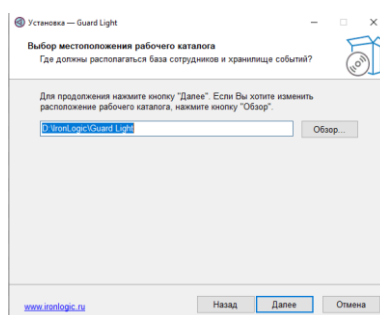 Установка — Guard Light
Выбор местоположения рабочего каталога
Где должны располагаться база сотрудников и хранилище событий?
Для продолжения нажмите кнопку "Далее". Если Вы хотите изменить
расположение рабочего каталога, нажмите кнопку "Обзор".
D:\IronLogic\Guard Light
Обзор...
www.ironlogic.ru
Назад
Далее
Отмена